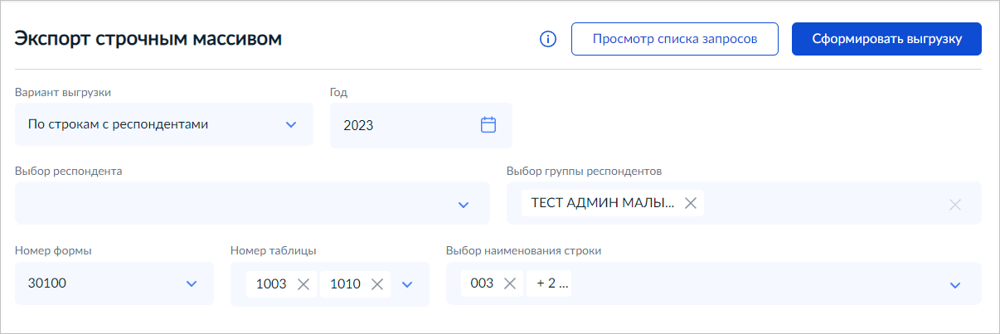 Экспорт строчным массивом
Просмотр списка запросов
Сформировать выгрузку
Вариант выгрузки
Год
По строкам с респондентами
2023
Выбор респондента
Выбор группы респондентов
ТЕСТ АДМИН МАЛЫ...
Номер формы
Номер таблицы
Выбор наименования строки
30100
1003
1010
003
+ 2 ...